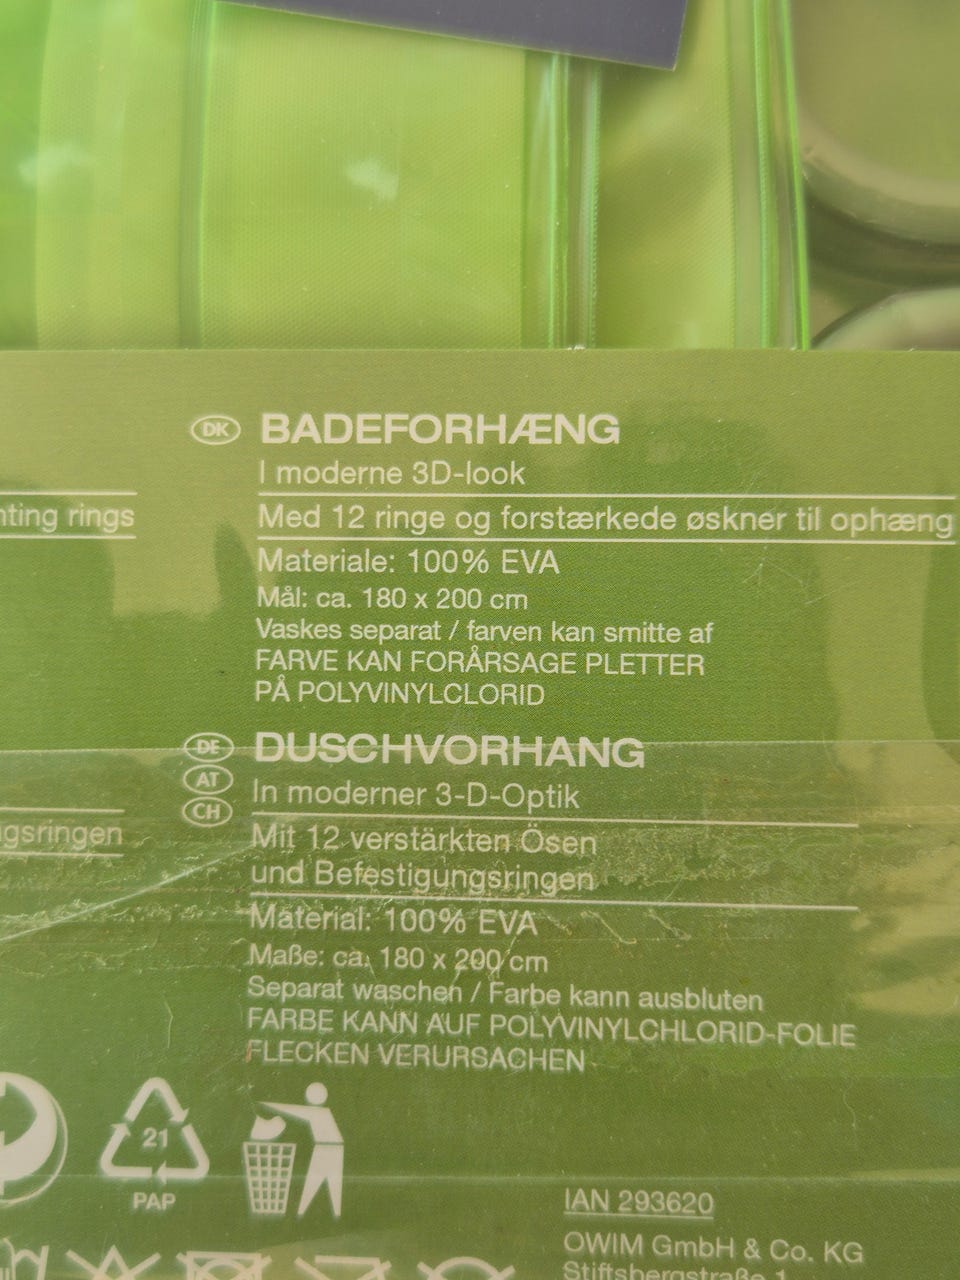 DK BADEFORHÆNG
I moderne 3D-look
Med 12 ringe og forstærkede øskner til ophæng
Materiale: 100% EVA
Mål: ca. 180 x 200 cm
Vaskes separat / farven kan smitte af
FARVE KAN FORÅRSAGE PLETTER
PÅ POLYVINYLCLORID
rings
DE AT CH DUSCHVORHANG
In moderner 3-D-Optik
Mit 12 verstärkten Ösen
und Befestigungsringen
Material: 100% EVA
Maße: ca. 180 x 200 cm
Separat waschen / Farbe kann ausbluten
FARBE KANN AUF POLYVINYLCHLORID-FOLIE
FLECKEN VERURSACHEN
21
PAP
IAN 293620
OWIM GmbH & Co. KG
Stiftsbergstraße 1